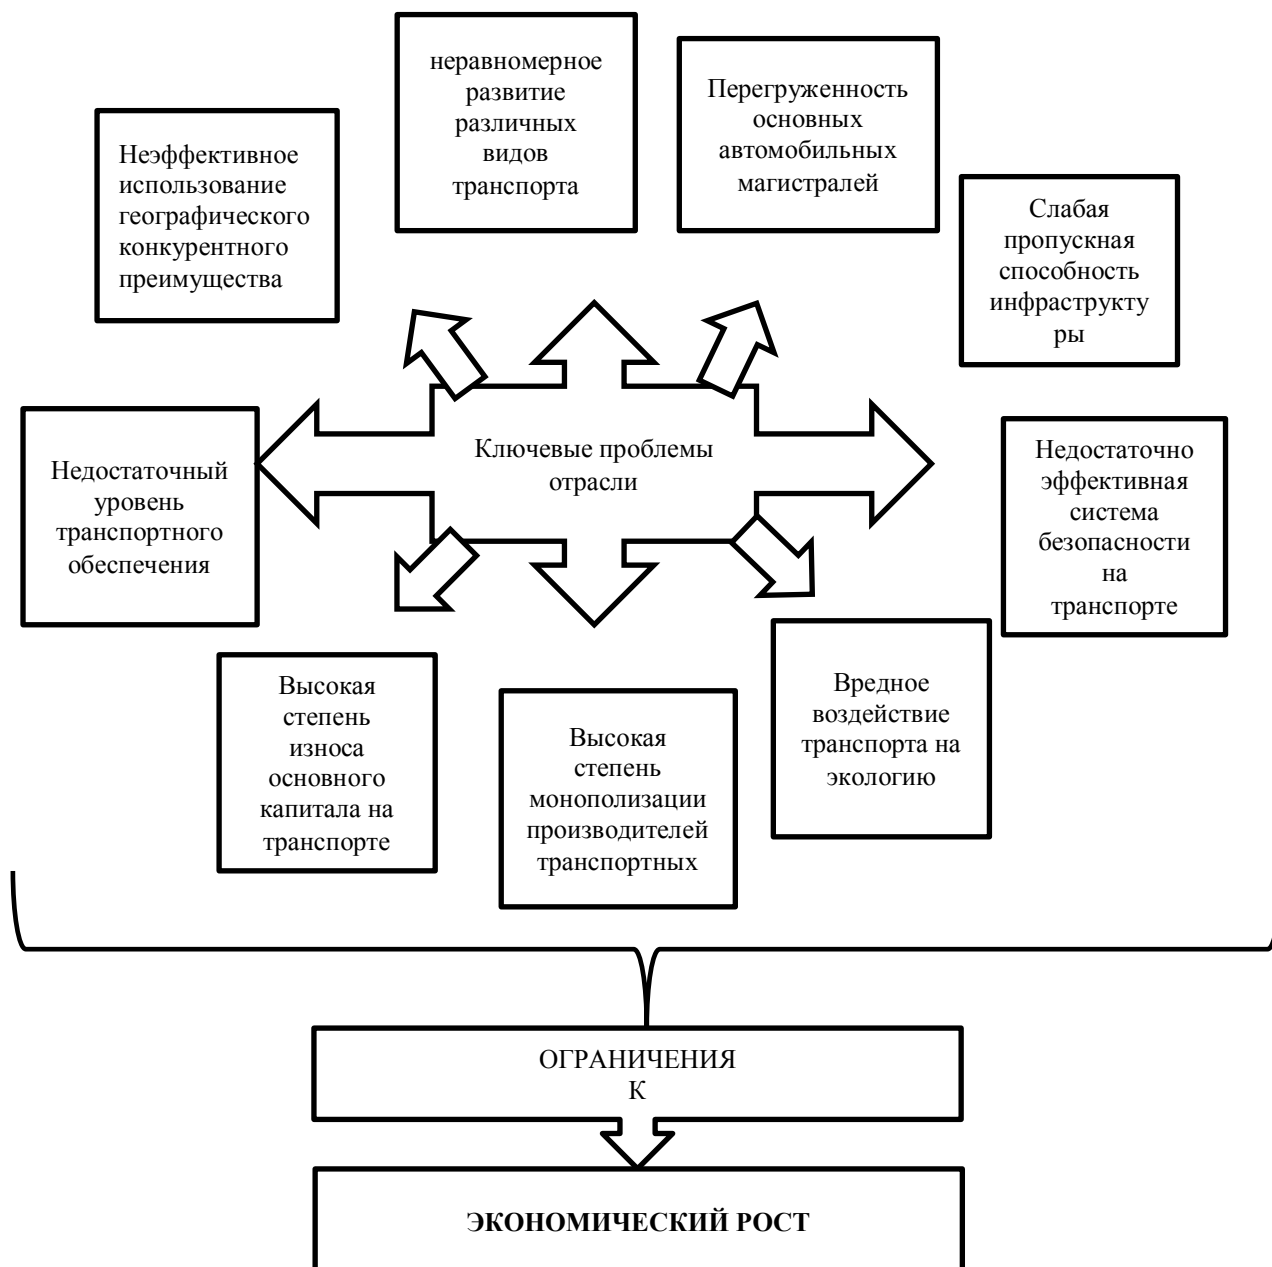 неравномерное
развитие
различных
видов
транспорта
Перегруженность
основных
автомобильных
магистралей
Неэффективное
использование
географического
конкурентного
преимущества
Слабая
пропускная
способность
инфраструкту
ры
Ключевые проблемы
отрасли
Недостаточный
уровень
транспортного
обеспечения
Недостаточно
эффективная
система
безопасности
на
транспорте
Высокая
степень
износа
основного
капитала на
транспорте
Высокая
степень
монополизации
производителей
транспортных
Вредное
воздействие
транспорта на
экологию
ОГРАНИЧЕНИЯ
К
ЭКОНОМИЧЕСКИЙ РОСТ